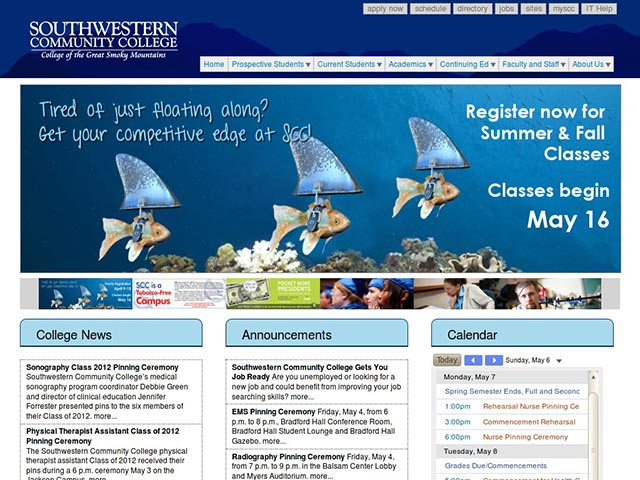 apply now schedule directory jobs sites myscc IT Help
SOUTHWESTERN
COMMUNITY COLLEGE
College of the Great Smoky Mountains
Home Prospective Students Current Students Academics Continuing Ed Faculty and Staff About Us
Tired of just floating along?
Get your competitive edge at SCC!
Register now for
Summer & Fall
Classes
Classes begin
May 16
SCC is a
Tobacco-Free
Campus
POCKET MORE
PRESIDENTS
College News
Sonography Class 2012 Pinning Ceremony
Southwestern Community College's medical
sonography program coordinator Debbie Green
and director of clinical education Jennifer
Forrester presented pins to the six members of
their Class of 2012. more...
Physical Therapist Assistant Class of 2012
Pinning Ceremony
The Southwestern Community College physical
therapist assistant Class of 2012 received their
pins during a 6 p.m. ceremony May 3 on the
Announcements
Southwestern Community College Gets You
Job Ready Are you unemployed or looking for a
new job and could benefit from improving your job
searching skills? more...
EMS Pinning Ceremony Friday, May 4, from 6
p.m. to 8 p.m., Bradford Hall Conference Room,
Bradford Hall Student Lounge and Bradford Hall
Gazebo. more...
Radiography Pinning Ceremony Friday, May 4,
from 7 p.m. to 9 p.m. in the Balsam Center Lobby
and Myers Auditorium. more...
Calendar
Today Sunday, May 6
Monday, May 7
Spring Semester Ends, Full and Second
1:00pm Rehearsal Nurse Pinning Ce
3:00pm Commencement Rehearsal
6:00pm Nurse Pinning Ceremony
Tuesday, May 8
Grades Due/Commencements